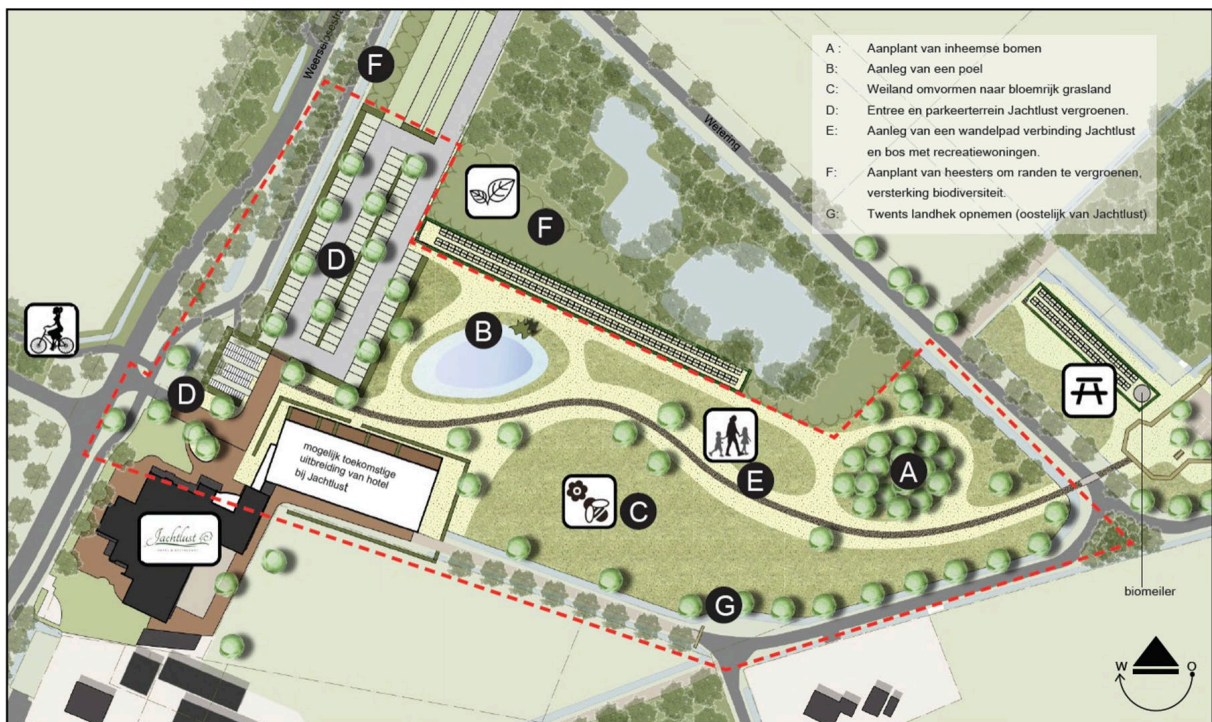 A : Aanplant van inheemse bomen
B: Aanleg van een poel
C: Weiland omvormen naar bloemrijk grasland
D: Entree en parkeerterrein Jachtlust vergroenen.
E: Aanleg van een wandelpad verbinding Jachtlust
en bos met recreatiewoningen.
F: Aanplant van heesters om randen te vergroenen,
versterking biodiversiteit.
G: Twents landhek opnemen (oostelijk van Jachtlust)
F
Wetering
F
D
B
D
A
E
C
G
mogelijk toekomstige
uitbreiding van hotel
bij Jachtlust
Jachtlust
biomeiler
W O